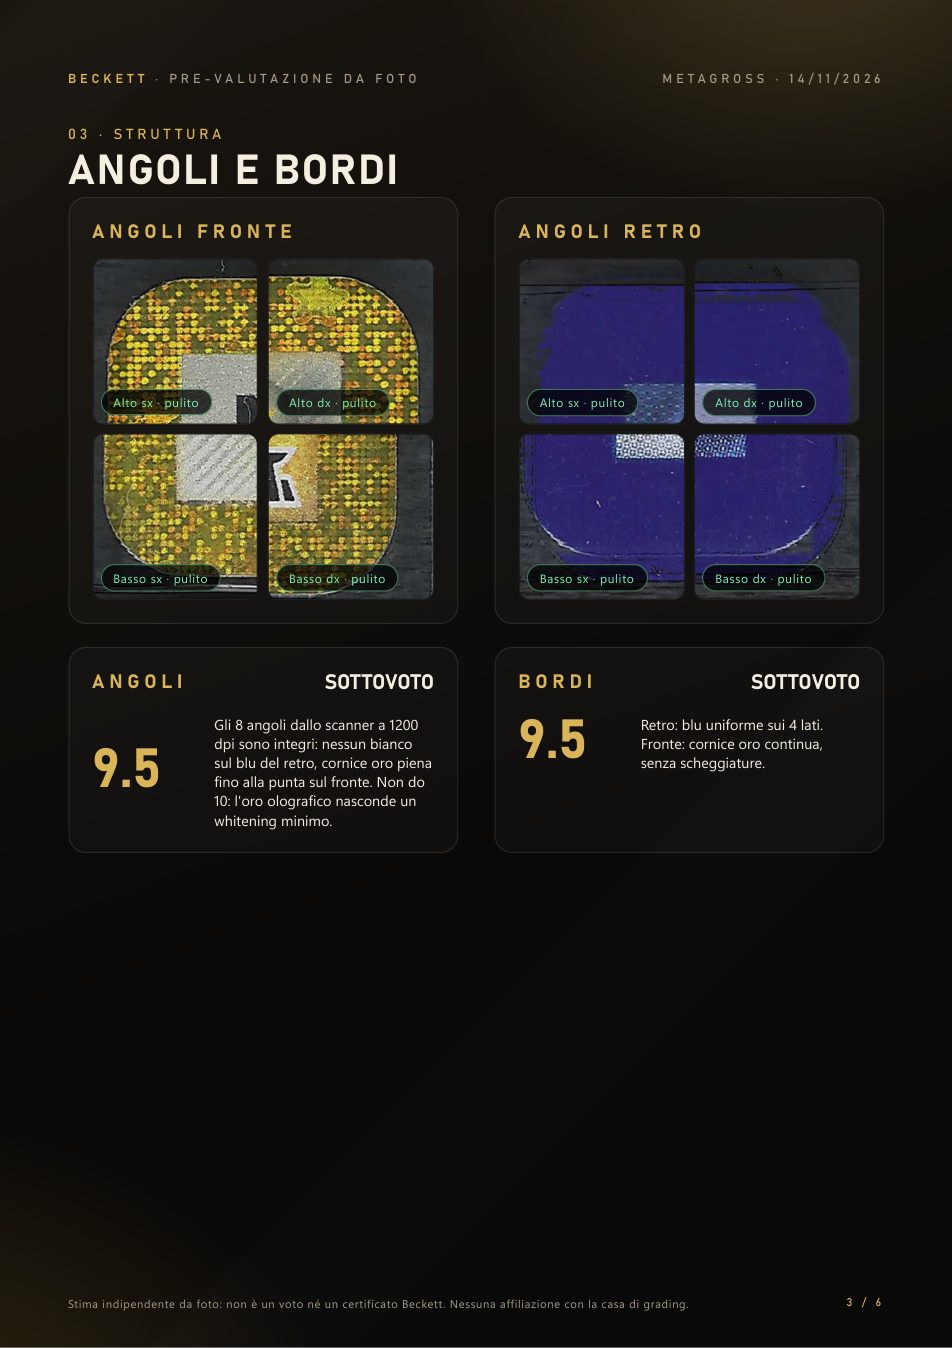 BECKETT · PRE-VALUTAZIONE DA FOTO
METAGROSS · 14/11/2026
03 · STRUTTURA
ANGOLI E BORDI
ANGOLI FRONTE
Alto sx · pulito
Alto dx · pulito
Basso sx · pulito
Basso dx · pulito
ANGOLI RETRO
Alto sx · pulito
Alto dx · pulito
Basso sx · pulito
Basso dx · pulito
ANGOLI
SOTTOVOTO
9.5
Gli 8 angoli dallo scanner a 1200
dpi sono integri: nessun bianco
sul blu del retro, cornice oro piena
fino alla punta sul fronte. Non do
10: l'oro olografico nasconde un
whitening minimo.
BORDI
SOTTOVOTO
9.5
Retro: blu uniforme sui 4 lati.
Fronte: cornice oro continua,
senza scheggiature.
Stima indipendente da foto: non è un voto né un certificato Beckett. Nessuna affiliazione con la casa di grading.
3 / 6